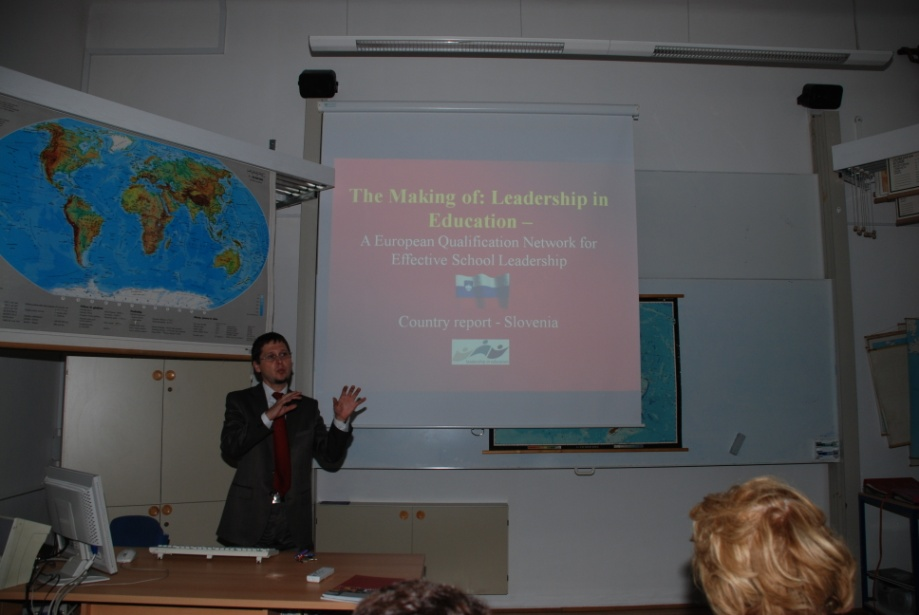 The Making of: Leadership in
Education –
A European Qualification Network for
Effective School Leadership
Country report - Slovenia